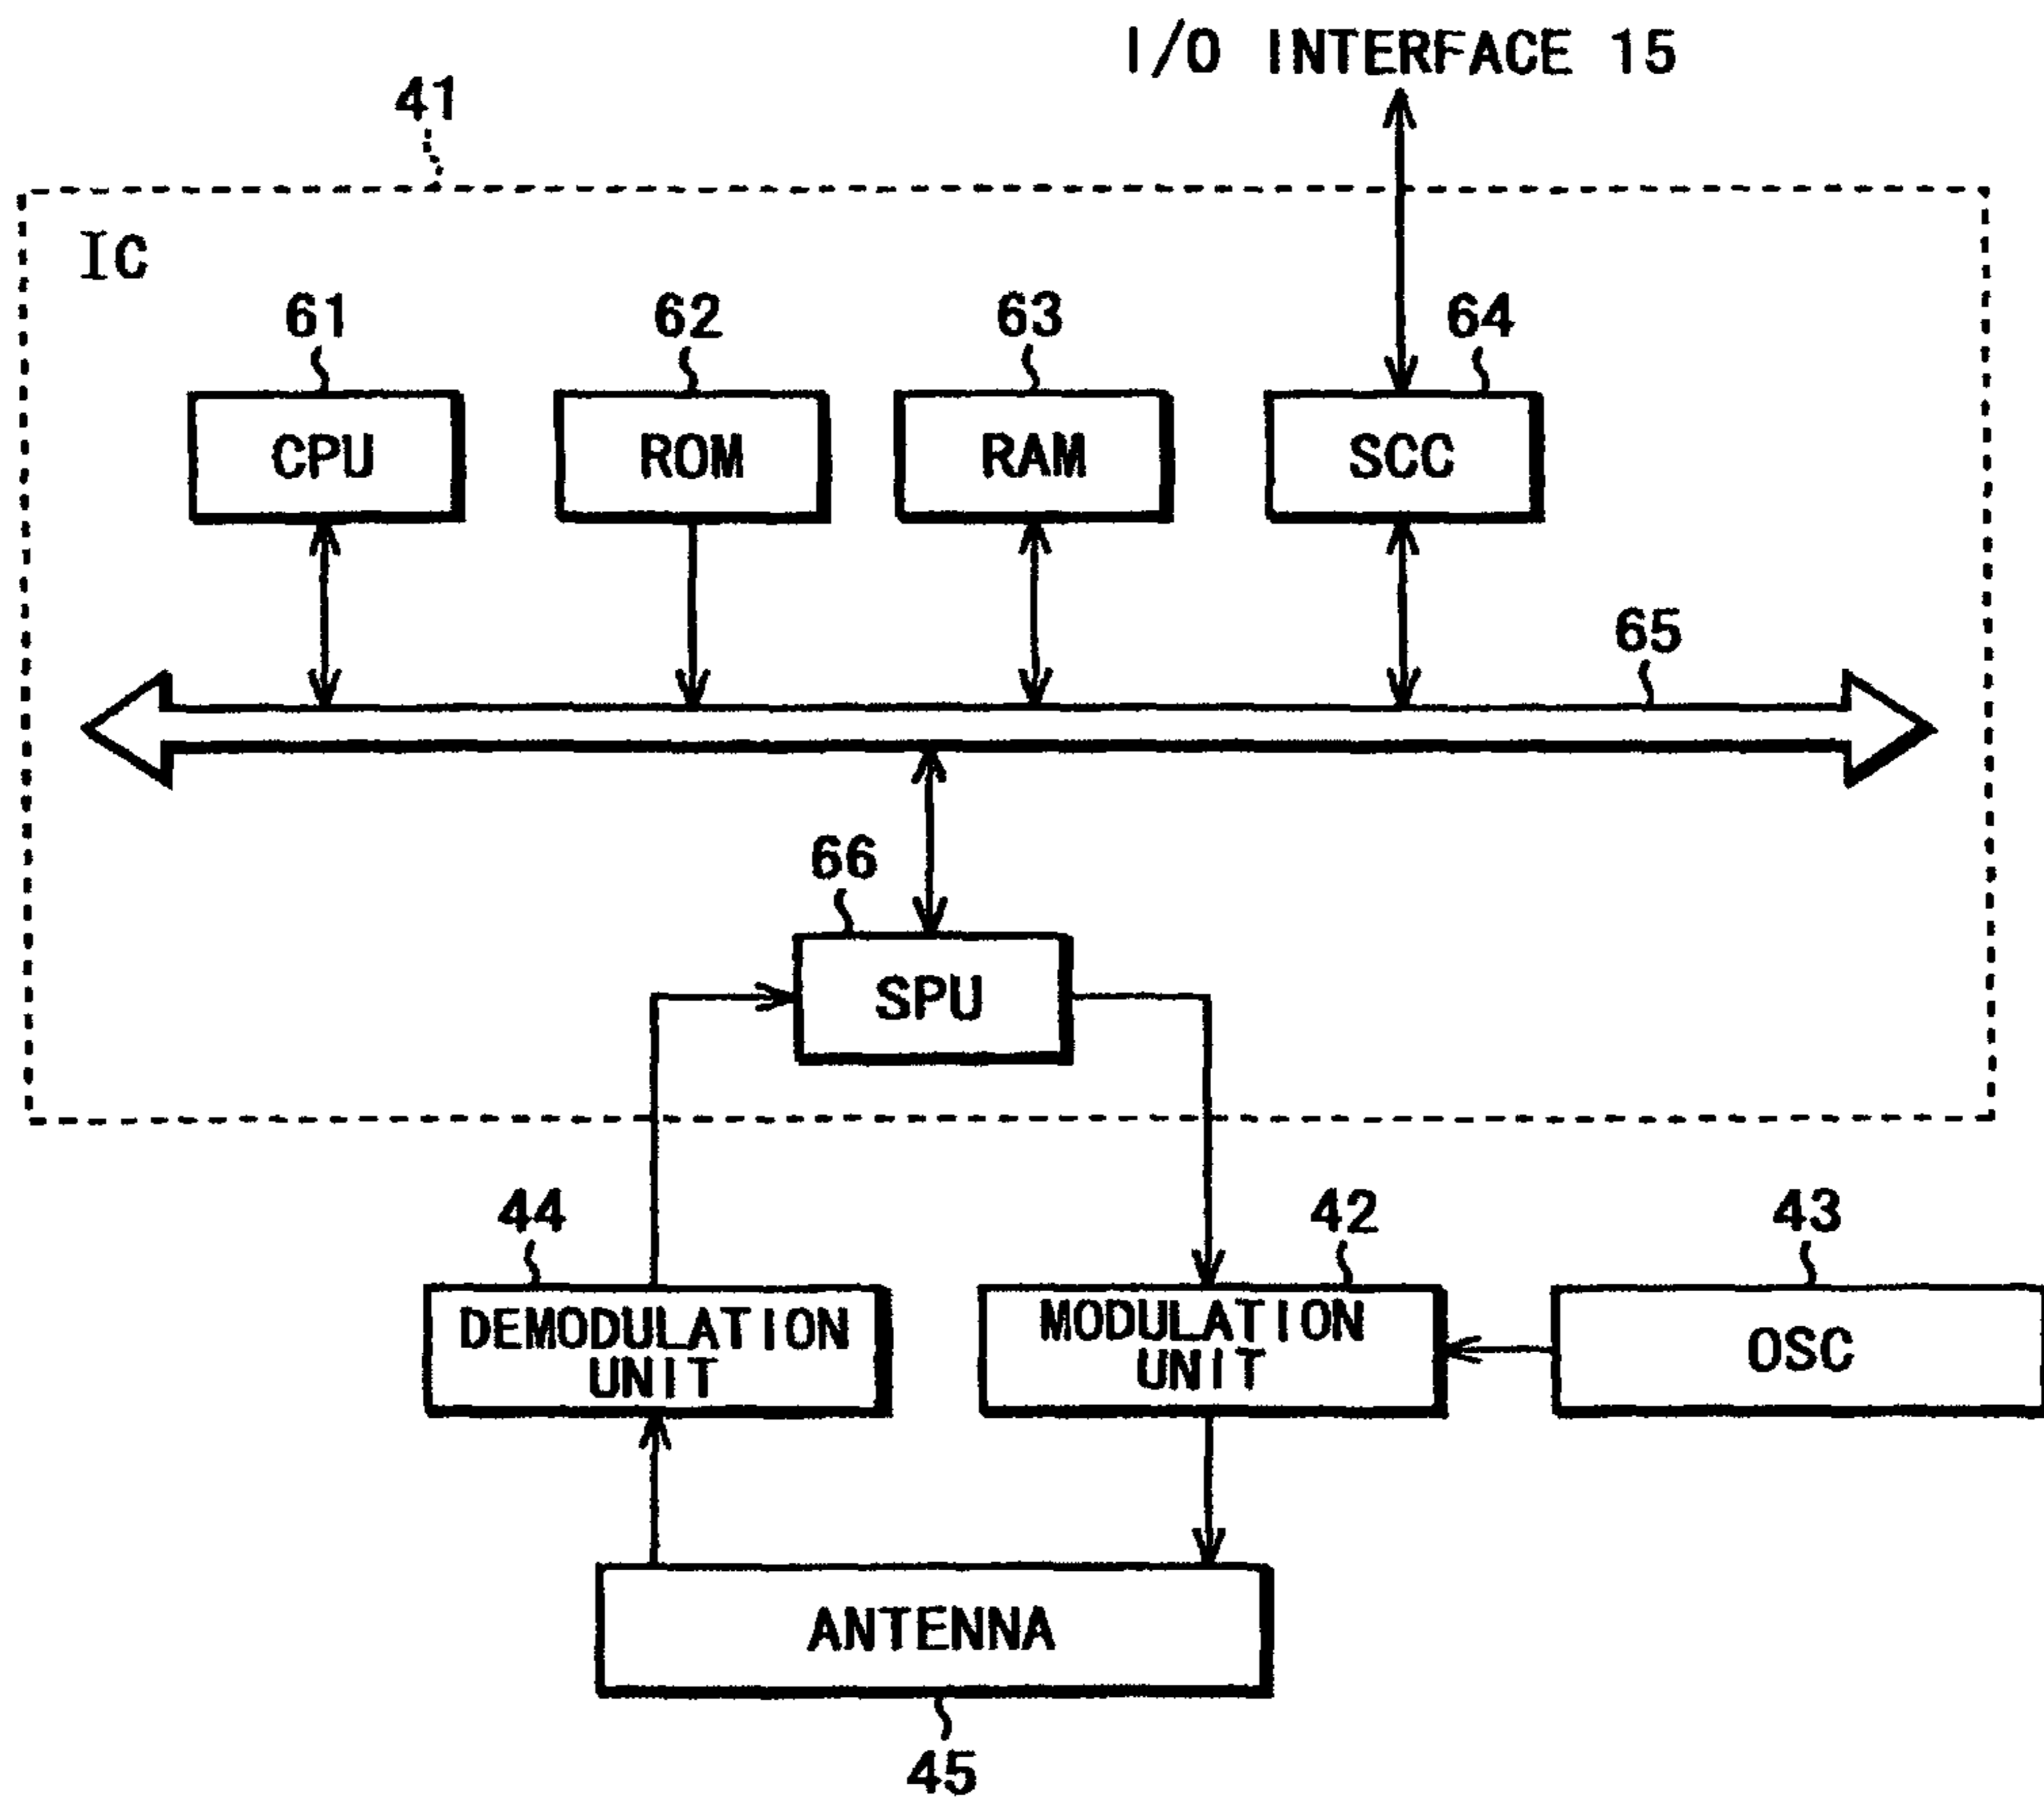 I/O INTERFACE 15
41
IC
61
62
63
64
CPU
ROM
RAM
SCC
65
66
SPU
44
42
43
DEMODULATION
UNIT
MODULATION
UNIT
OSC
ANTENNA
45